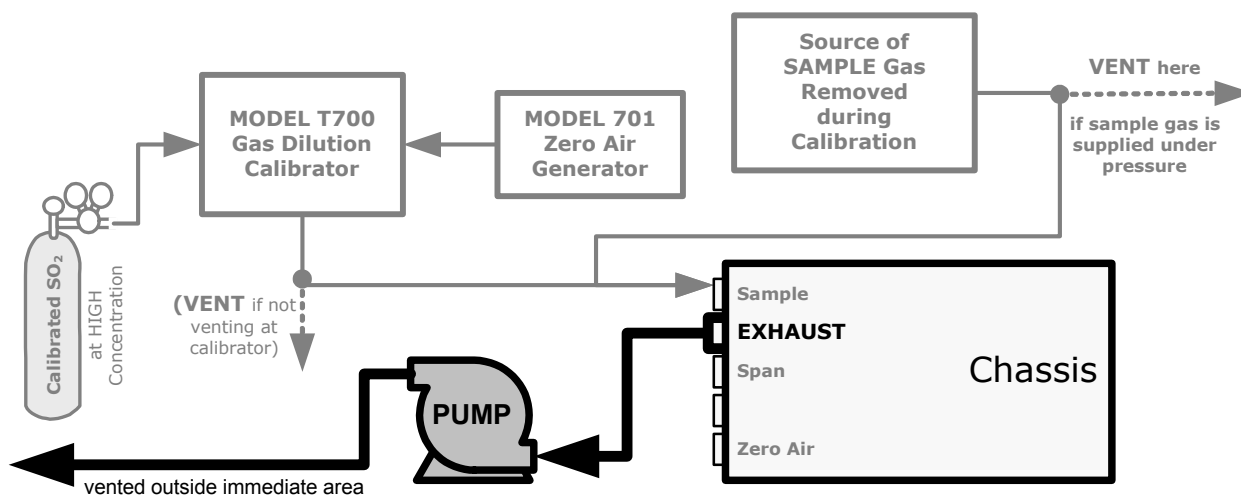 MODEL T700
Gas Dilution
Calibrator
MODEL 701
Zero Air
Generator
Source of
SAMPLE Gas
Removed
during
Calibration
VENT here
if sample gas is
supplied under
pressure
Calibrated SO₂
at HIGH
Concentration
(VENT if not
venting at
calibrator)
Sample
EXHAUST
Span
Zero Air
Chassis
PUMP
vented outside immediate area